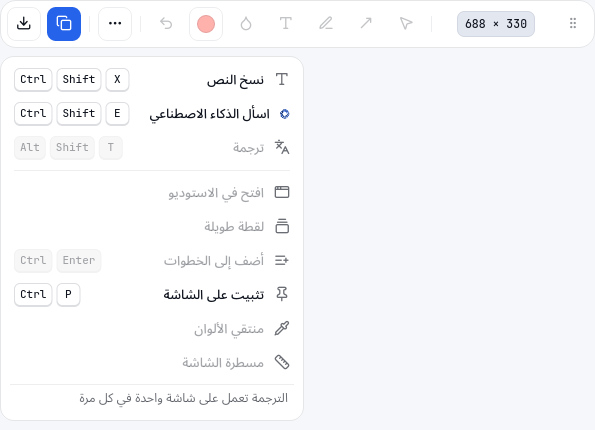 688 × 330
نسخ النص Ctrl Shift X
اسأل الذكاء الاصطناعي Ctrl Shift E
ترجمة Alt Shift T
افتح في الاستوديو
لقطة طويلة
أضف إلى الخطوات Ctrl Enter
تثبيت على الشاشة Ctrl P
منتقي الألوان
مسطرة الشاشة
الترجمة تعمل على شاشة واحدة في كل مرة